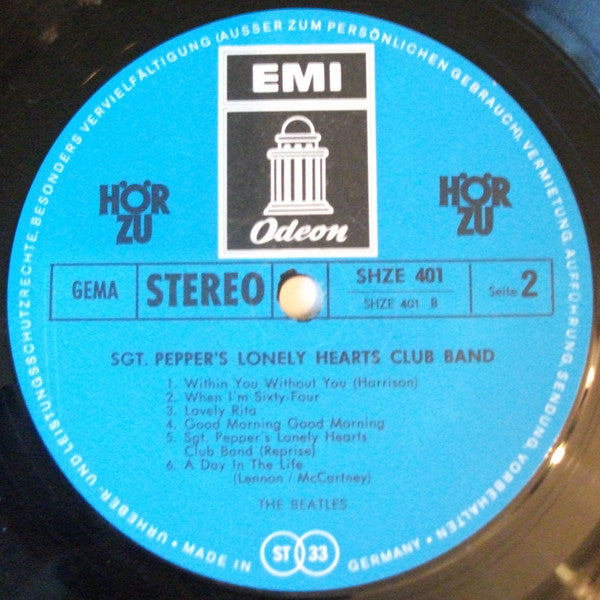 URHEBER- UND LEISTUNGSSCHUTZRECHTE, BESONDERS VERVIELFÄLTIGUNG (AUSSER ZUM PERSÖNLICHEN GEBRAUCH), VERMIETUNG, AUFFÜHRUNG, SENDUNG VORBEHALTEN
EMI
Odeon
HÖR ZU
HÖR ZU
GEMA
STEREO
SHZE 401
SHZE 401 B
Seite 2
SGT. PEPPER'S LONELY HEARTS CLUB BAND
1. Within You Without You (Harrison)
2. When I'm Sixty-Four
3. Lovely Rita
4. Good Morning Good Morning
5. Sgt. Pepper's Lonely Hearts
Club Band (Reprise)
6. A Day In The Life
(Lennon / McCartney)
THE BEATLES
• MADE IN ST 33 GERMANY •